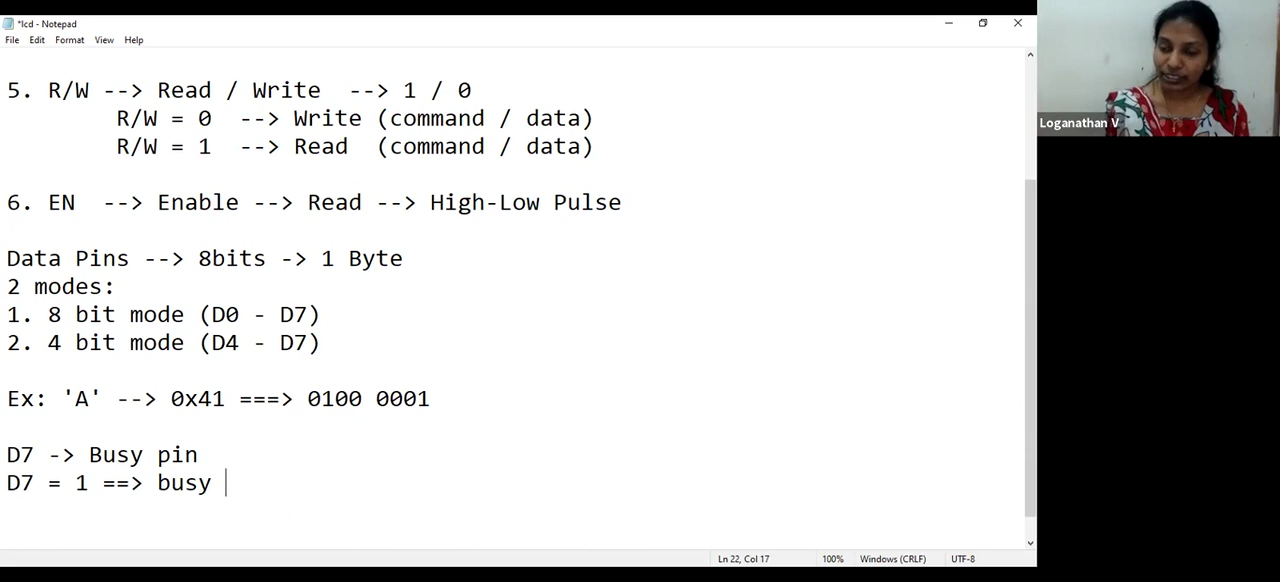 *lcd - Notepad
File Edit Format View Help
5. R/W --> Read / Write --> 1 / 0
R/W = 0 --> Write (command / data)
R/W = 1 --> Read (command / data)
6. EN --> Enable --> Read --> High-Low Pulse
Data Pins --> 8bits -> 1 Byte
2 modes:
1. 8 bit mode (D0 - D7)
2. 4 bit mode (D4 - D7)
Ex: 'A' --> 0x41 ===> 0100 0001
D7 -> Busy pin
D7 = 1 ==> busy
Ln 22, Col 17 100% Windows (CRLF) UTF-8
Loganathan V